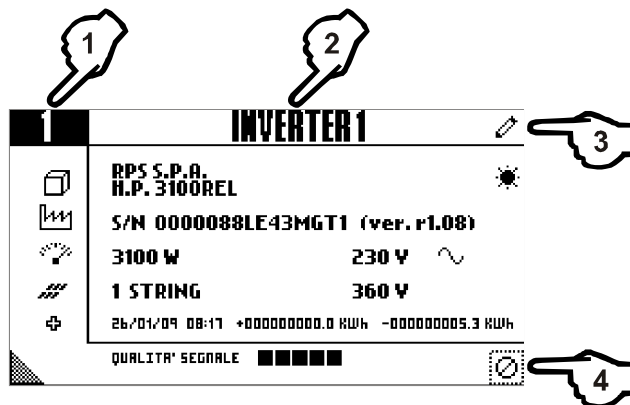 1 2
1 INVERTER1
3
RPS S.P.A.
H.P. 3100REL
S/N 0000088LE43MGT1 (ver. r1.08)
3100 W 230 V
1 STRING 360 V
26/01/09 08:17 +000000000.0 KWh -000000005.3 KWh
QUALITA' SEGNALE
4